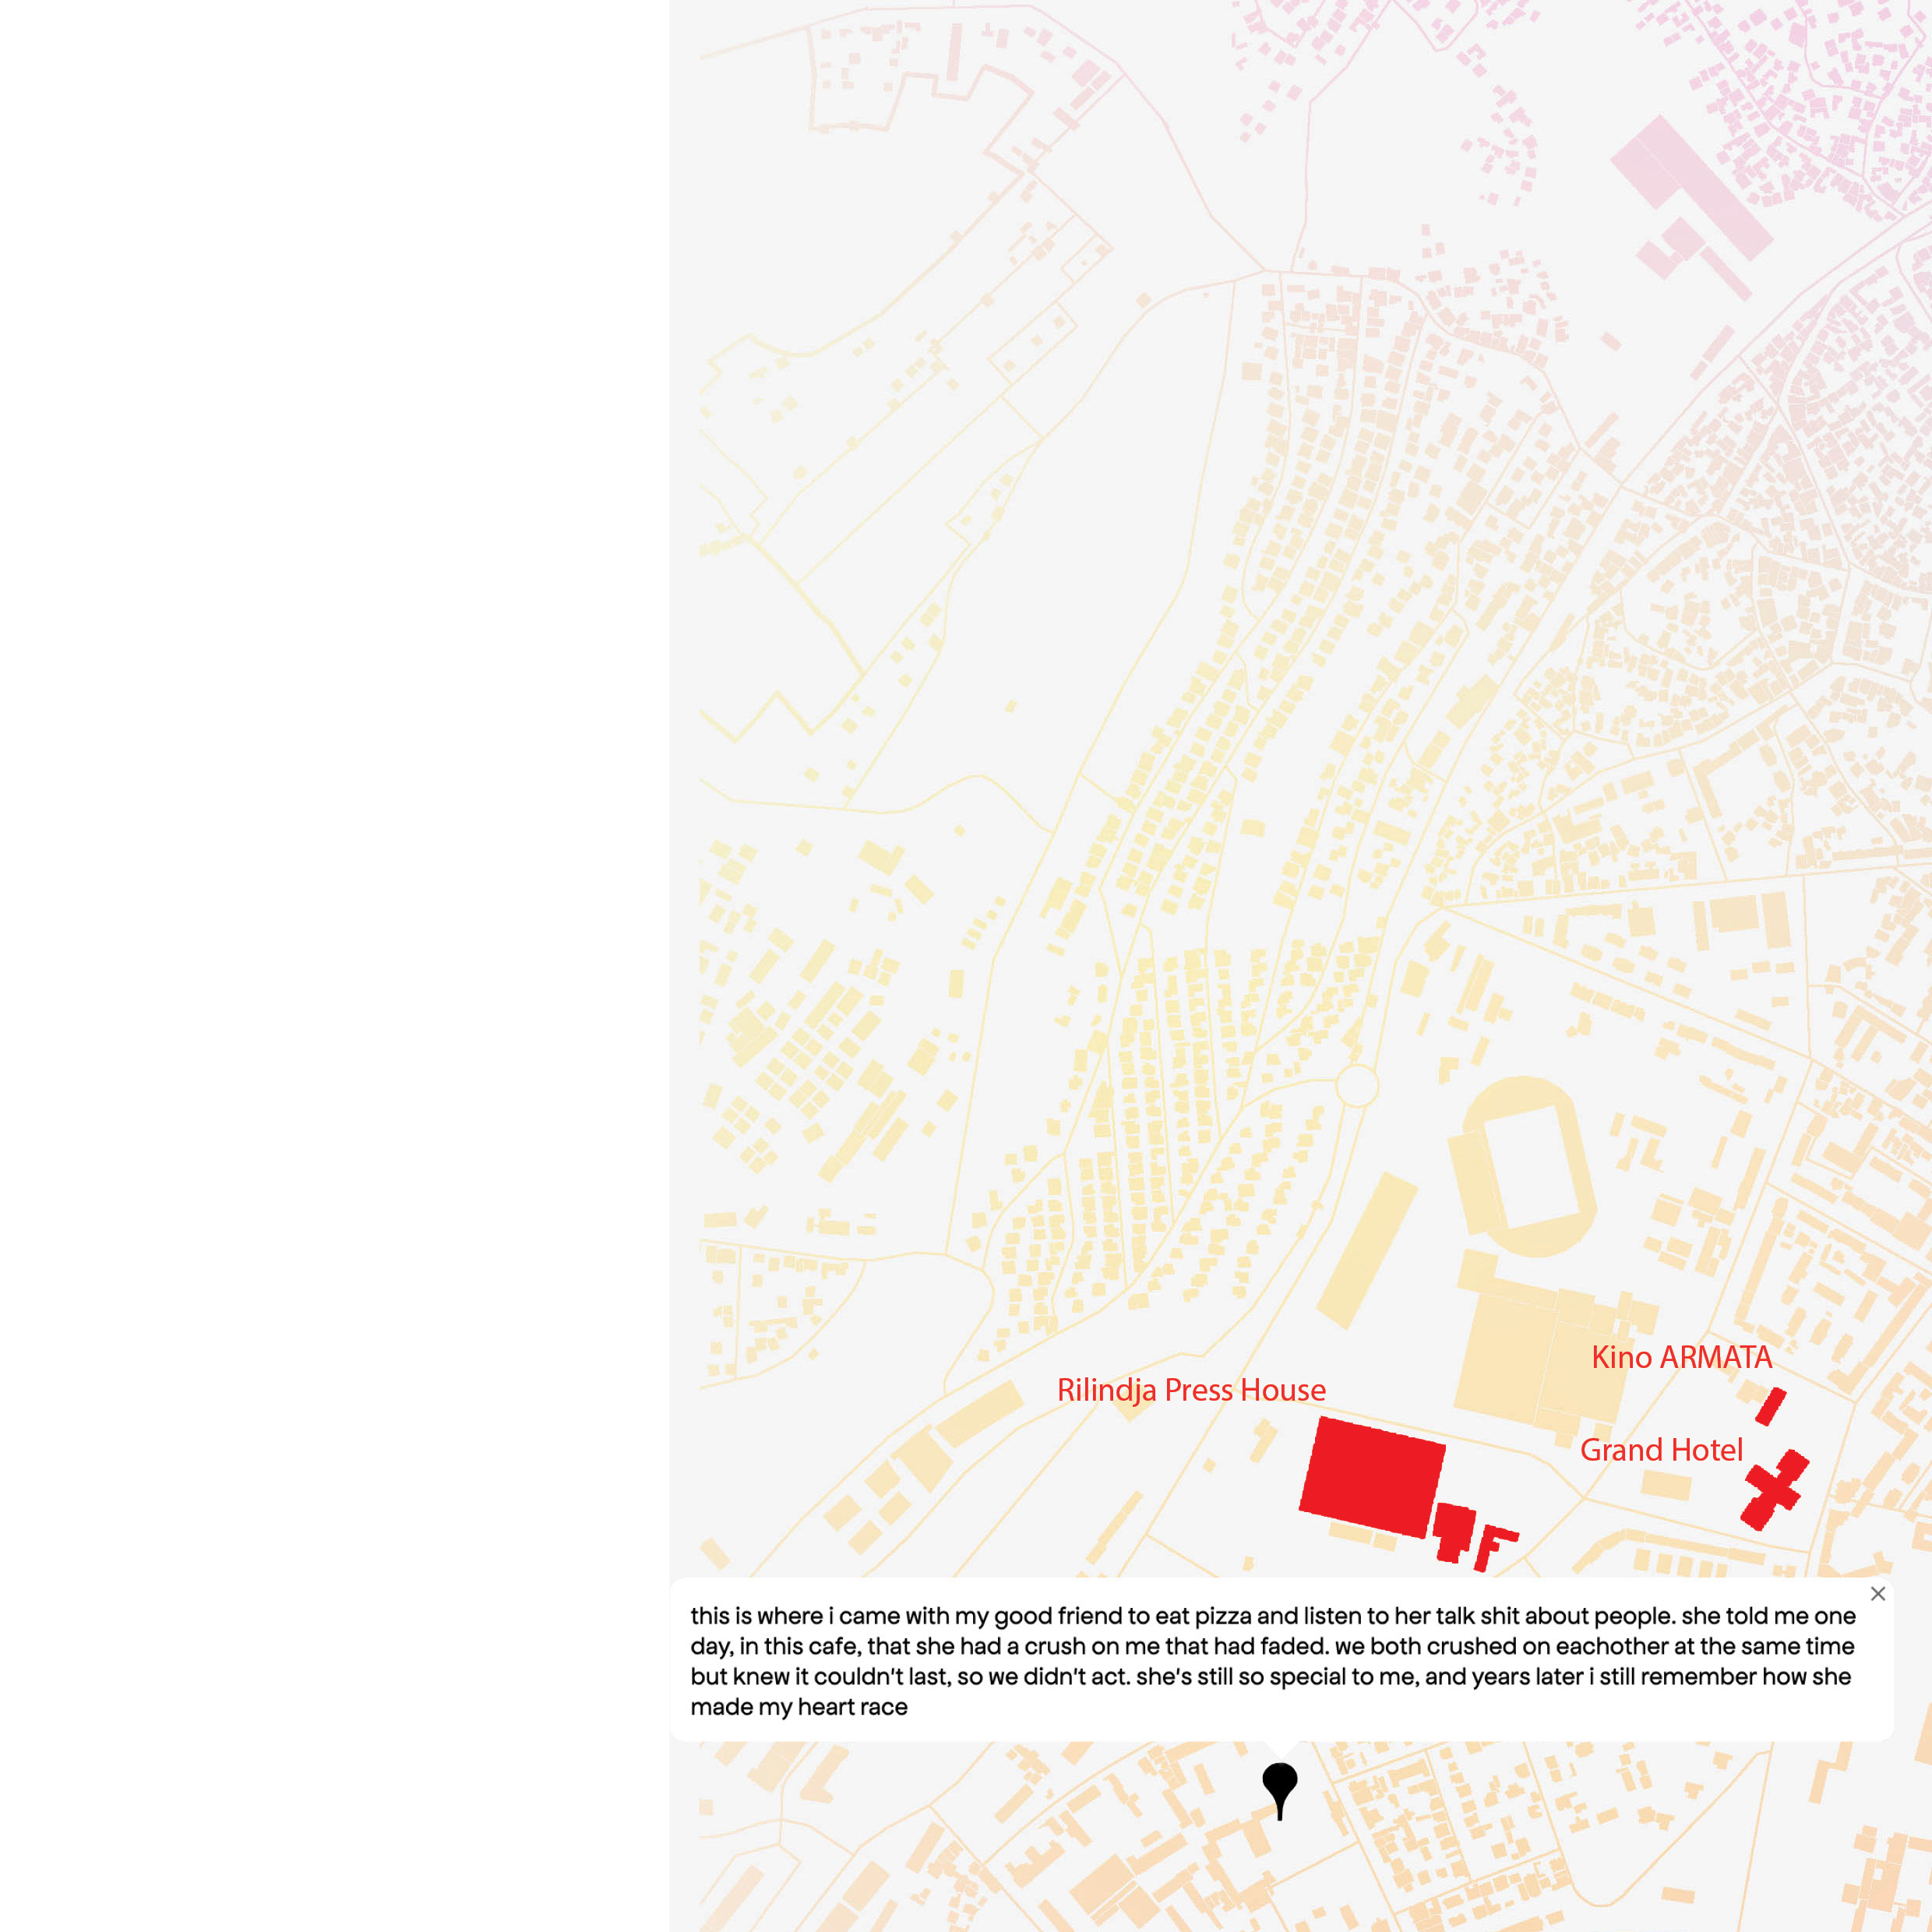 Kino ARMATA
Rilindja Press House
Grand Hotel
this is where i came with my good friend to eat pizza and listen to her talk shit about people. she told me one
day, in this cafe, that she had a crush on me that had faded. we both crushed on eachother at the same time
but knew it couldn't last, so we didn't act. she's still so special to me, and years later i still remember how she
made my heart race